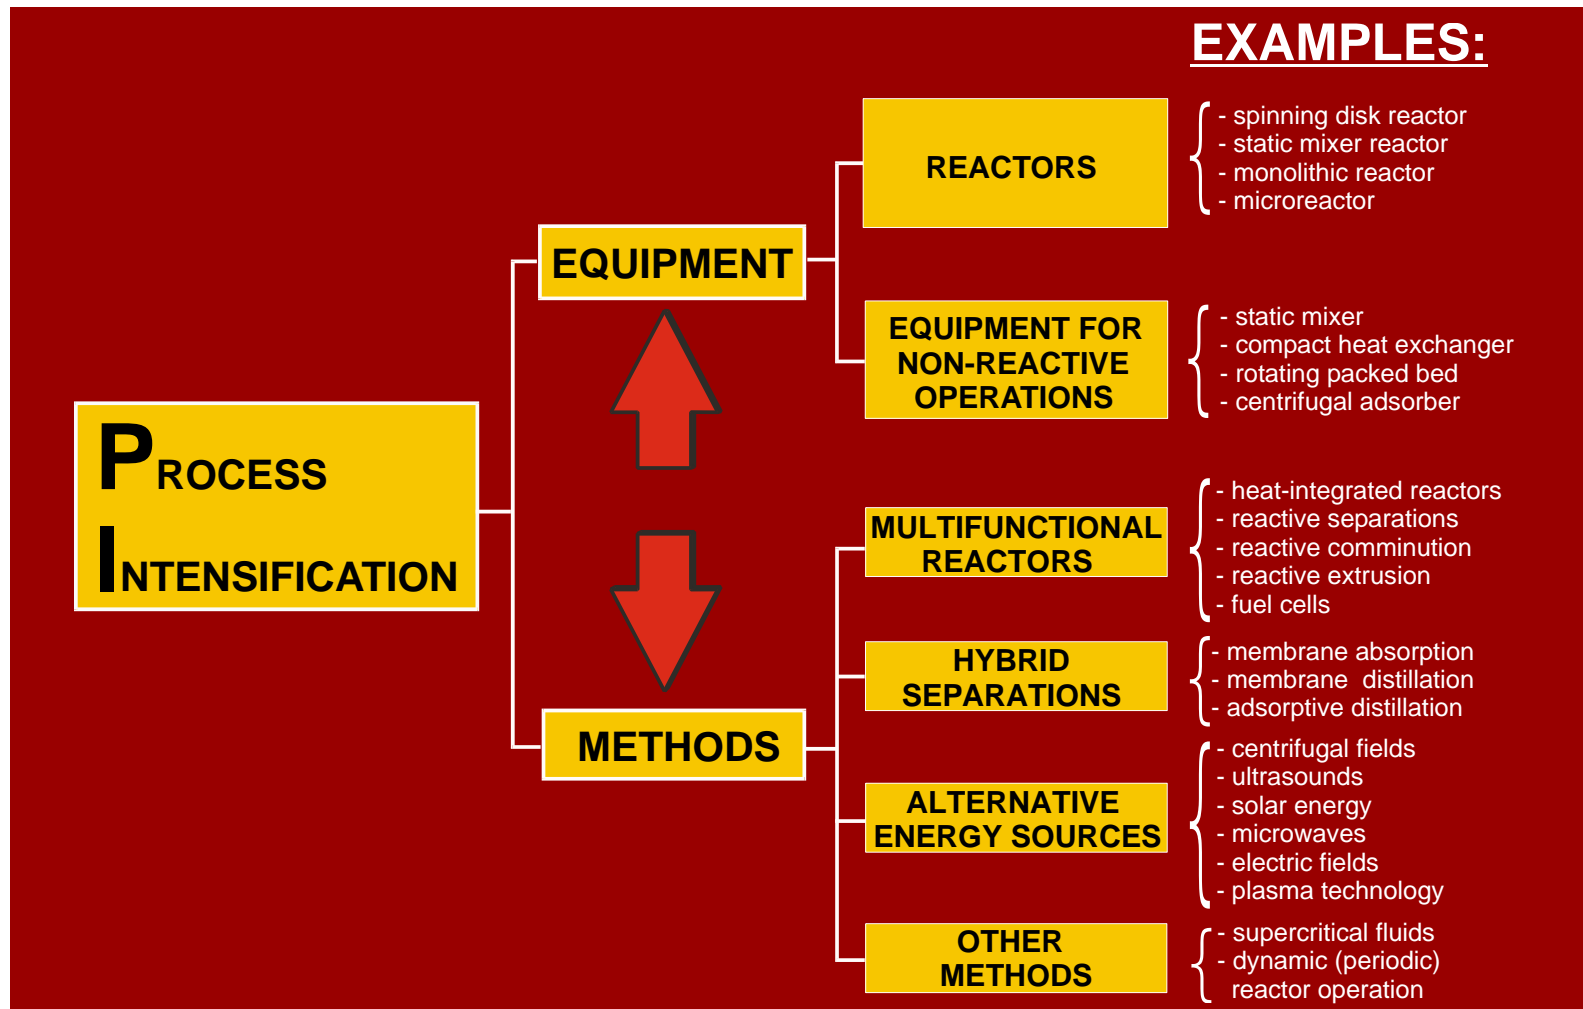 EXAMPLES:
PROCESS
INTENSIFICATION
EQUIPMENT
REACTORS
- spinning disk reactor
- static mixer reactor
- monolithic reactor
- microreactor
EQUIPMENT FOR
NON-REACTIVE
OPERATIONS
- static mixer
- compact heat exchanger
- rotating packed bed
- centrifugal adsorber
METHODS
MULTIFUNCTIONAL
REACTORS
- heat-integrated reactors
- reactive separations
- reactive comminution
- reactive extrusion
- fuel cells
HYBRID
SEPARATIONS
- membrane absorption
- membrane distillation
- adsorptive distillation
ALTERNATIVE
ENERGY SOURCES
- centrifugal fields
- ultrasounds
- solar energy
- microwaves
- electric fields
- plasma technology
OTHER
METHODS
- supercritical fluids
- dynamic (periodic)
reactor operation